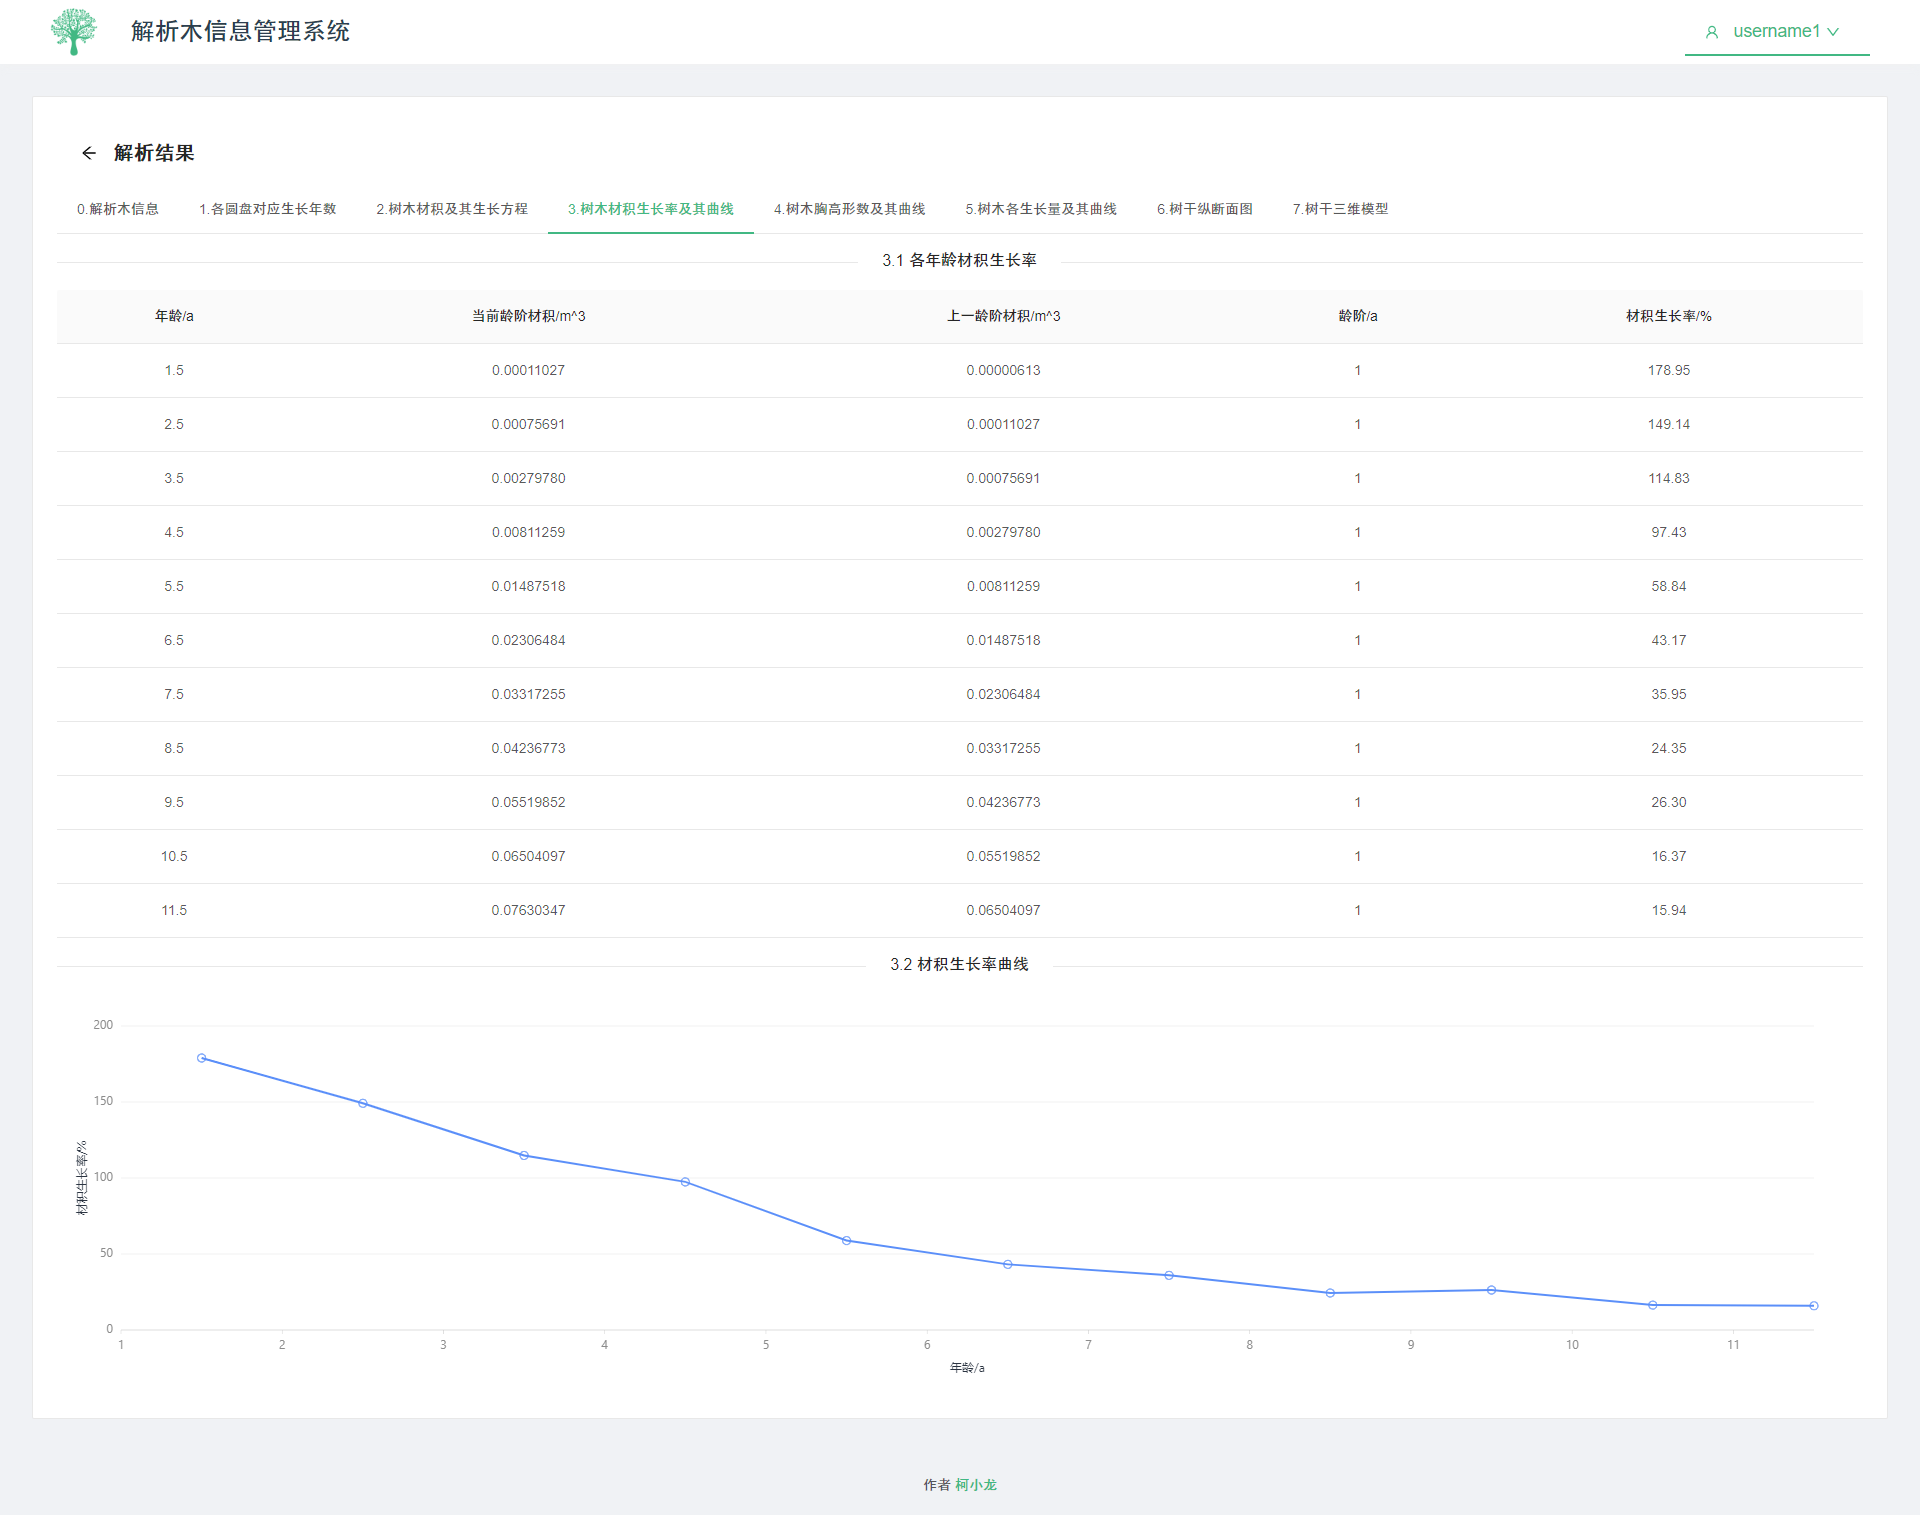 解析木信息管理系统
username1
解析结果
0.解析木信息 1.各圆盘对应生长年数 2.树木材积及其生长方程 3.树木材积生长率及其曲线 4.树木胸高形数及其曲线 5.树木各生长量及其曲线 6.树干纵断面图 7.树干三维模型
3.1 各年龄材积生长率
年龄/a 当前龄阶材积/m^3 上一龄阶材积/m^3 龄阶/a 材积生长率/%
1.5 0.00011027 0.00000613 1 178.95
2.5 0.00075691 0.00011027 1 149.14
3.5 0.00279780 0.00075691 1 114.83
4.5 0.00811259 0.00279780 1 97.43
5.5 0.01487518 0.00811259 1 58.84
6.5 0.02306484 0.01487518 1 43.17
7.5 0.03317255 0.02306484 1 35.95
8.5 0.04236773 0.03317255 1 24.35
9.5 0.05519852 0.04236773 1 26.30
10.5 0.06504097 0.05519852 1 16.37
11.5 0.07630347 0.06504097 1 15.94
3.2 材积生长率曲线
200
150
100
50
0
材积生长率/%
1 2 3 4 5 6 7 8 9 10 11
年龄/a
作者 柯小龙